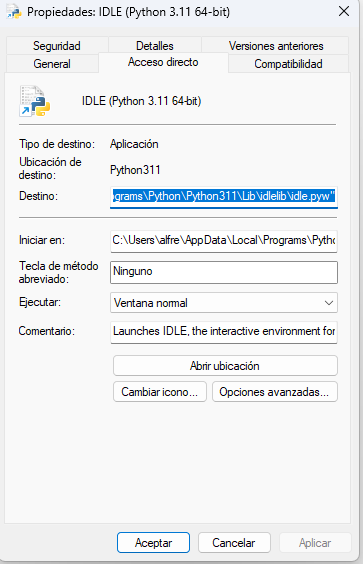 Propiedades: IDLE (Python 3.11 64-bit)
Seguridad Detalles Versiones anteriores
General Acceso directo Compatibilidad
IDLE (Python 3.11 64-bit)
Tipo de destino: Aplicación
Ubicación de destino: Python311
Destino: ograms\Python\Python311\Lib\idlelib\idle.pyw"
Iniciar en: C:\Users\alfre\AppData\Local\Programs\Pytho
Tecla de método abreviado: Ninguno
Ejecutar: Ventana normal
Comentario: Launches IDLE, the interactive environment for
Abrir ubicación
Cambiar icono... Opciones avanzadas...
Aceptar Cancelar Aplicar